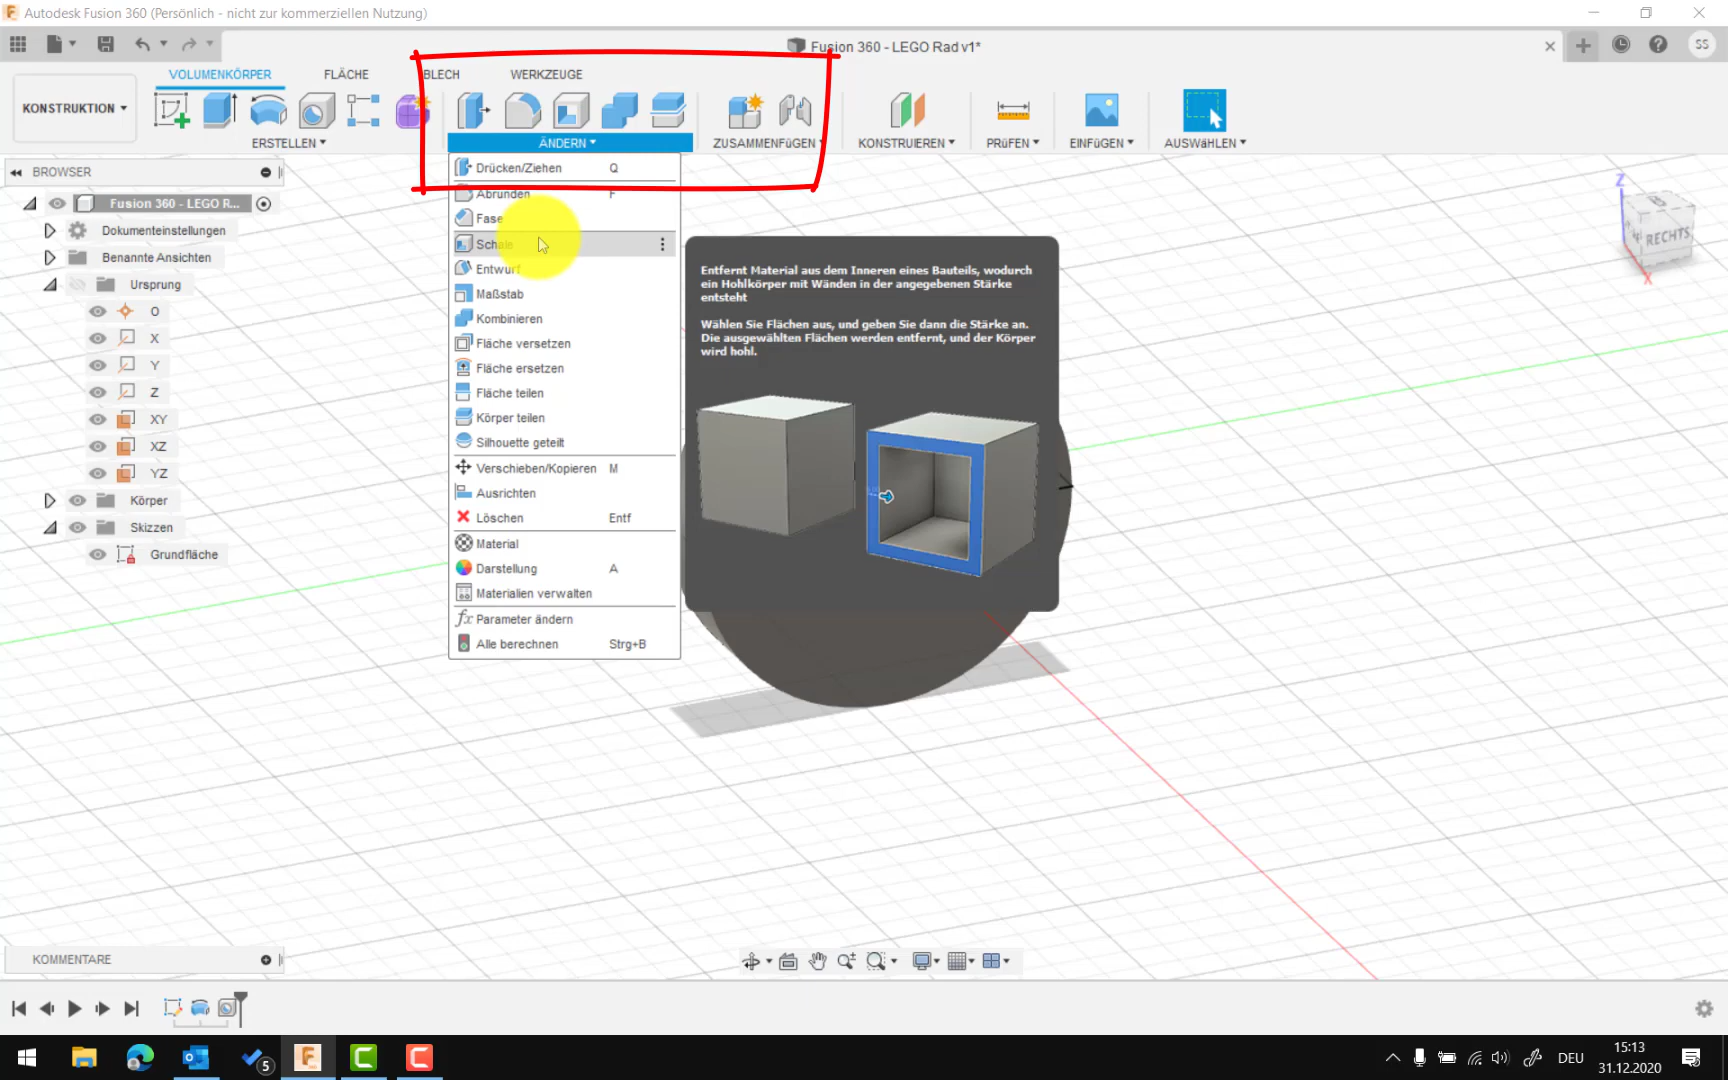 Autodesk Fusion 360 (Persönlich - nicht zur kommerziellen Nutzung)
Fusion 360 - LEGO Rad v1*
SS
KONSTRUKTION
VOLUMENKÖRPER
FLÄCHE
BLECH
WERKZEUGE
ERSTELLEN
ÄNDERN
ZUSAMMENFÜGEN
KONSTRUIEREN
PRÜFEN
EINFÜGEN
AUSWÄHLEN
BROWSER
Fusion 360 - LEGO R...
Dokumenteinstellungen
Benannte Ansichten
Ursprung
O
X
Y
Z
XY
XZ
YZ
Körper
Skizzen
Grundfläche
Drücken/Ziehen Q
Abrunden F
Fase
Schale
Entwurf
Maßstab
Kombinieren
Fläche versetzen
Fläche ersetzen
Fläche teilen
Körper teilen
Silhouette geteilt
Verschieben/Kopieren M
Ausrichten
Löschen Entf
Material
Darstellung A
Materialien verwalten
Parameter ändern
Alle berechnen Strg+B
Entfernt Material aus dem Inneren eines Bauteils, wodurch
ein Hohlkörper mit Wänden in der angegebenen Stärke
entsteht
Wählen Sie Flächen aus, und geben Sie dann die Stärke an.
Die ausgewählten Flächen werden entfernt, und der Körper
wird hohl.
Z
RECHTS
X
KOMMENTARE
5
DEU
15:13
31.12.2020